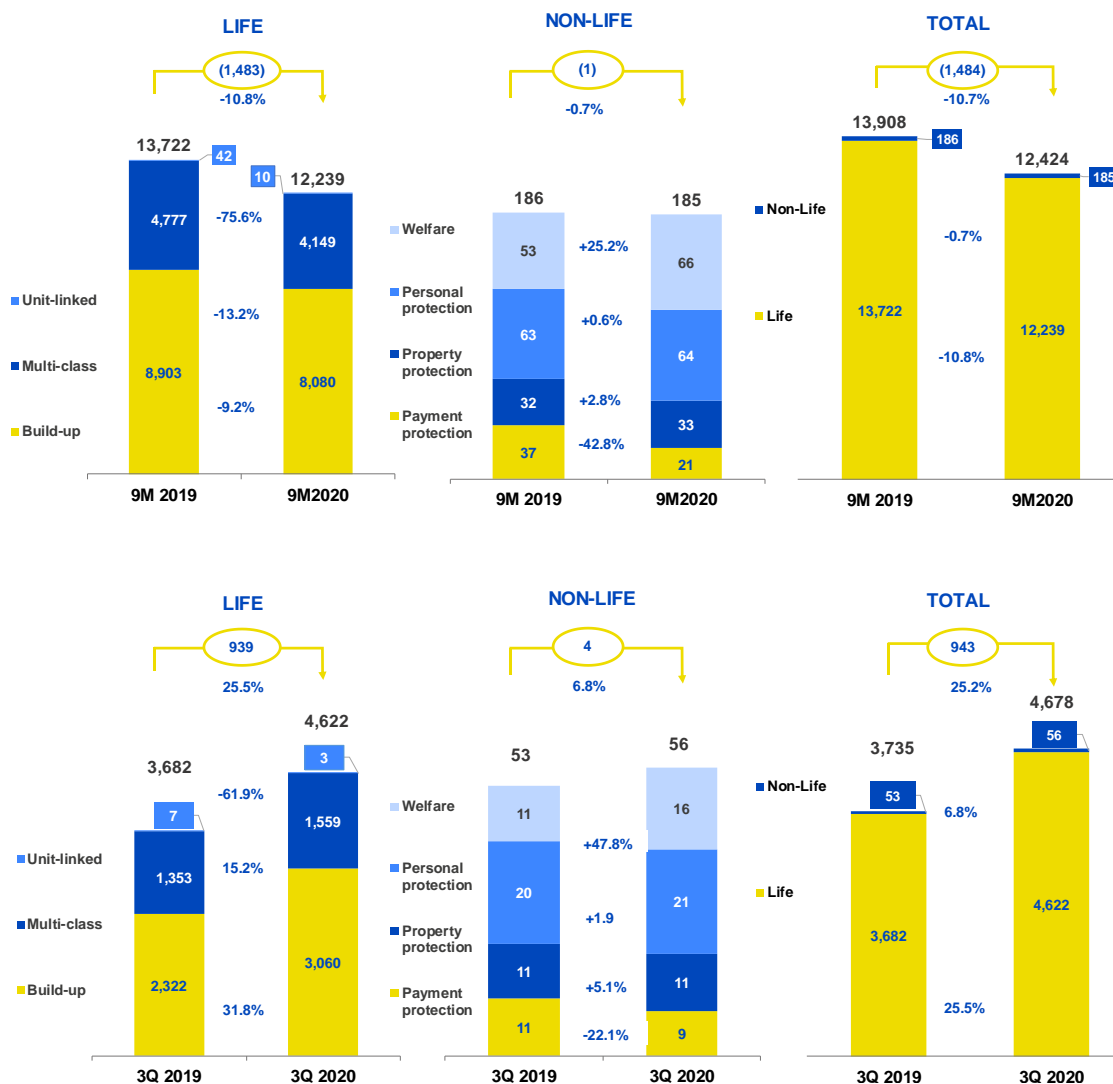 LIFE
(1,483)
-10.8%
13,722
42
10
12,239
4,777
-75.6%
4,149
Unit-linked
-13.2%
Multi-class
8,903
8,080
-9.2%
Build-up
9M 2019
9M2020
NON-LIFE
(1)
-0.7%
186
185
Welfare
53
+25.2%
66
Personal
protection
63
+0.6%
64
Property
protection
32
+2.8%
33
Payment
protection
37
-42.8%
21
9M 2019
9M2020
TOTAL
(1,484)
-10.7%
13,908
186
12,424
185
Non-Life
-0.7%
Life
13,722
12,239
-10.8%
9M 2019
9M2020
LIFE
939
25.5%
4,622
3,682
3
7
-61.9%
1,559
Unit-linked
1,353
15.2%
Multi-class
3,060
Build-up
2,322
31.8%
3Q 2019
3Q 2020
NON-LIFE
4
6.8%
53
56
Welfare
11
16
+47.8%
Personal
protection
20
21
+1.9
Property
protection
11
11
+5.1%
Payment
protection
11
-22.1%
9
3Q 2019
3Q 2020
TOTAL
943
25.2%
4,678
56
3,735
Non-Life
53
6.8%
Life
4,622
3,682
25.5%
3Q 2019
3Q 2020